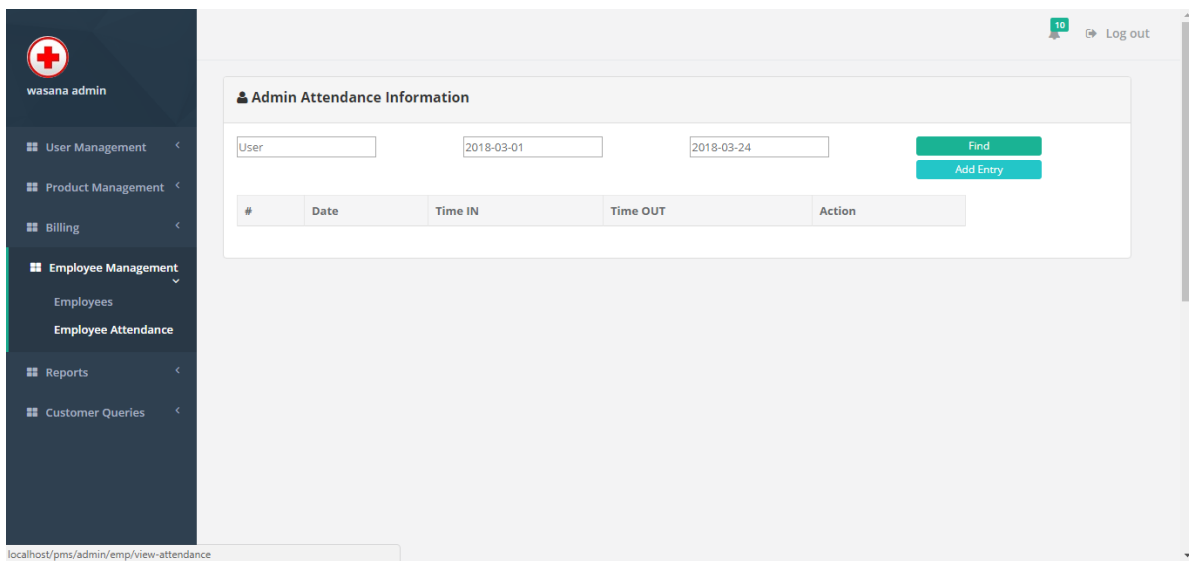 10
Log out
wasana admin
User Management
Product Management
Billing
Employee Management
Employees
Employee Attendance
Reports
Customer Queries
Admin Attendance Information
User 2018-03-01 2018-03-24 Find
Add Entry
# Date Time IN Time OUT Action
localhost/pms/admin/emp/view-attendance